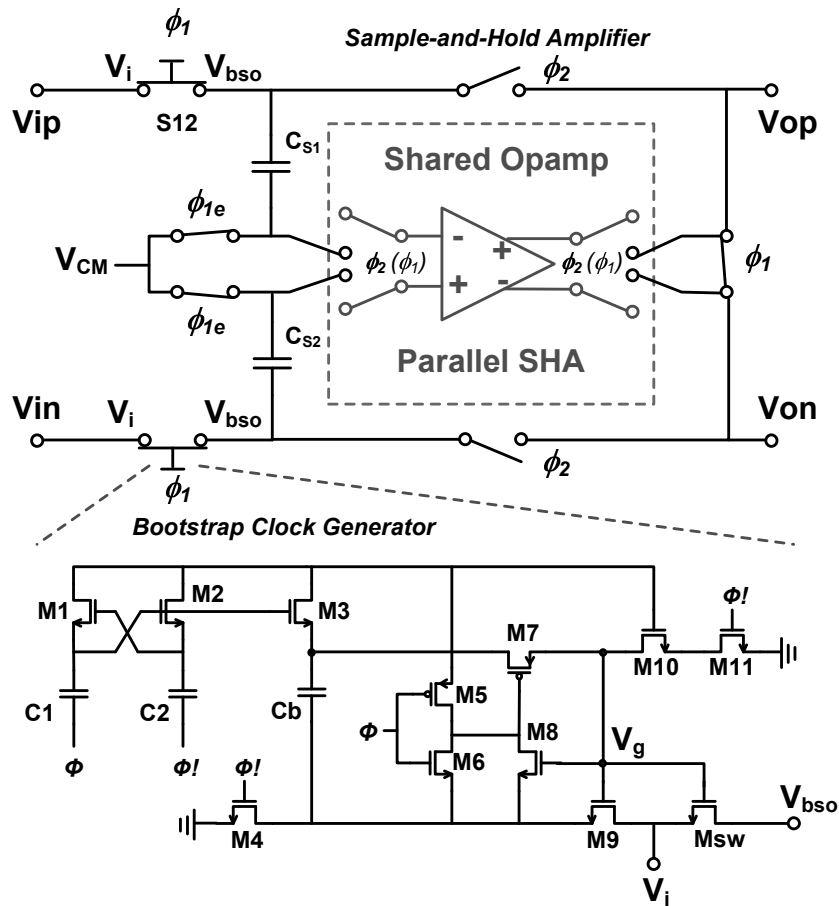 ϕ1
Sample-and-Hold Amplifier
Vi
Vbso
ϕ2
Vip
S12
Vop
CS1
Shared Opamp
ϕ1e
-
+
VCM
ϕ2 (ϕ1)
ϕ2 (ϕ1)
ϕ1
+
-
ϕ1e
CS2
Parallel SHA
Vin
Vi
Vbso
Von
ϕ1
ϕ2
Bootstrap Clock Generator
M1
M2
M3
Φ!
M7
M10
M11
C1
C2
Cb
M5
Φ
M8
Φ
Φ!
M6
Vg
Φ!
Vbso
M4
M9
Msw
Vi